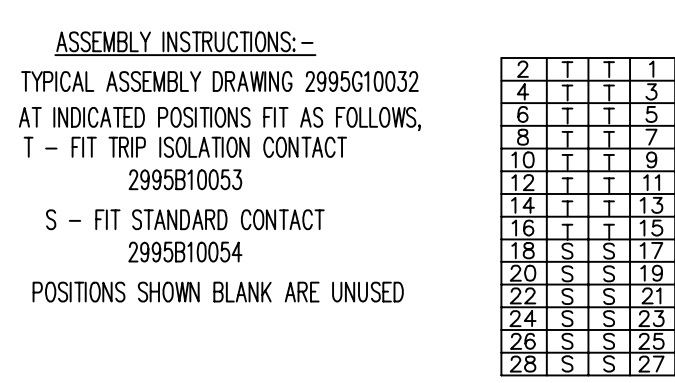 ASSEMBLY INSTRUCTIONS:–
TYPICAL ASSEMBLY DRAWING 2995G10032
AT INDICATED POSITIONS FIT AS FOLLOWS,
T – FIT TRIP ISOLATION CONTACT
2995B10053
S – FIT STANDARD CONTACT
2995B10054
POSITIONS SHOWN BLANK ARE UNUSED
2 T T 1
4 T T 3
6 T T 5
8 T T 7
10 T T 9
12 T T 11
14 T T 13
16 T T 15
18 S S 17
20 S S 19
22 S S 21
24 S S 23
26 S S 25
28 S S 27